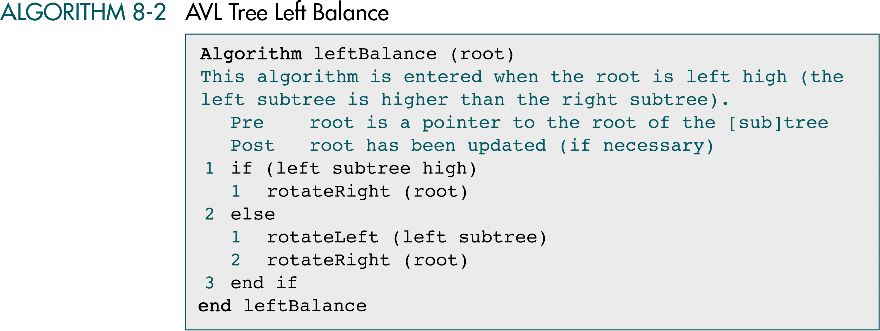 ALGORITHM 8-2 AVL Tree Left Balance
Algorithm leftBalance (root)
This algorithm is entered when the root is left high (the
left subtree is higher than the right subtree).
Pre root is a pointer to the root of the [sub]tree
Post root has been updated (if necessary)
1 if (left subtree high)
1 rotateRight (root)
2 else
1 rotateLeft (left subtree)
2 rotateRight (root)
3 end if
end leftBalance